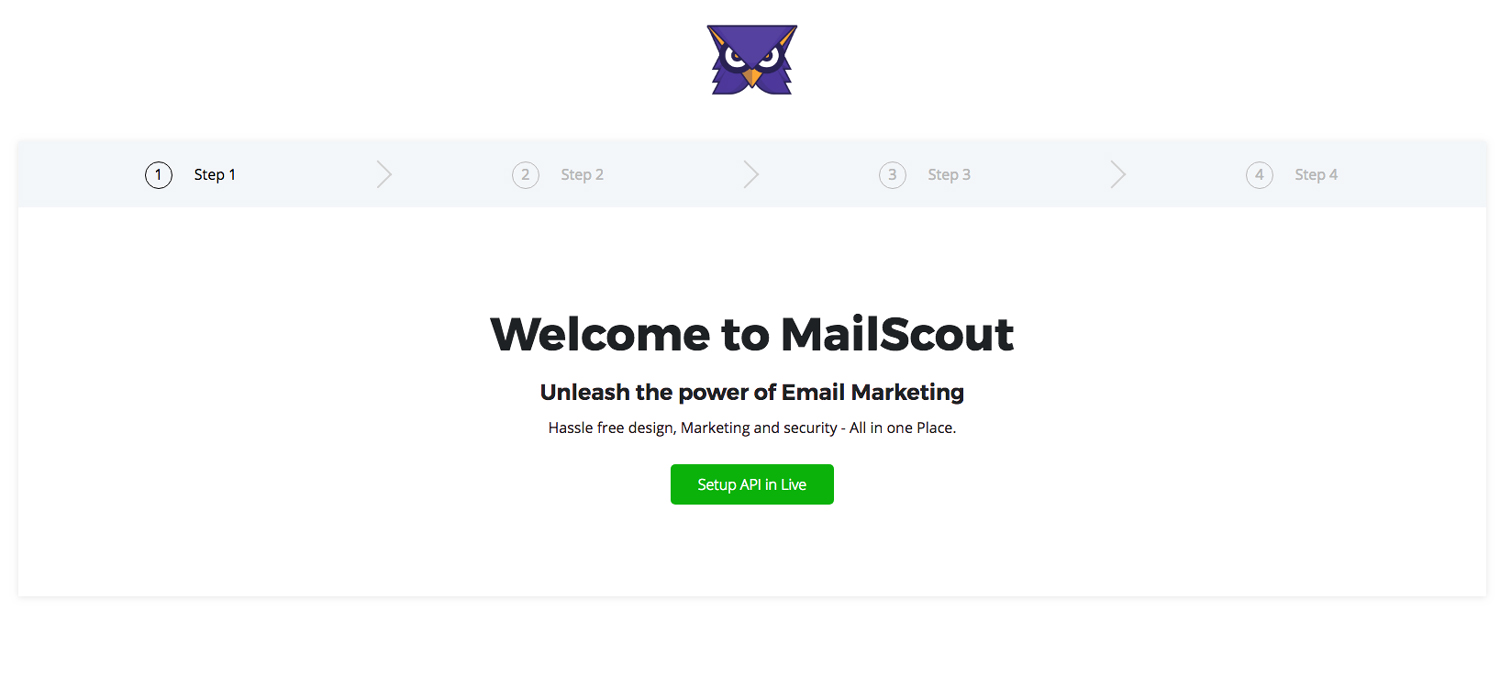 1 Step 1 2 Step 2 3 Step 3 4 Step 4
Welcome to MailScout
Unleash the power of Email Marketing
Hassle free design, Marketing and security - All in one Place.
Setup API in Live